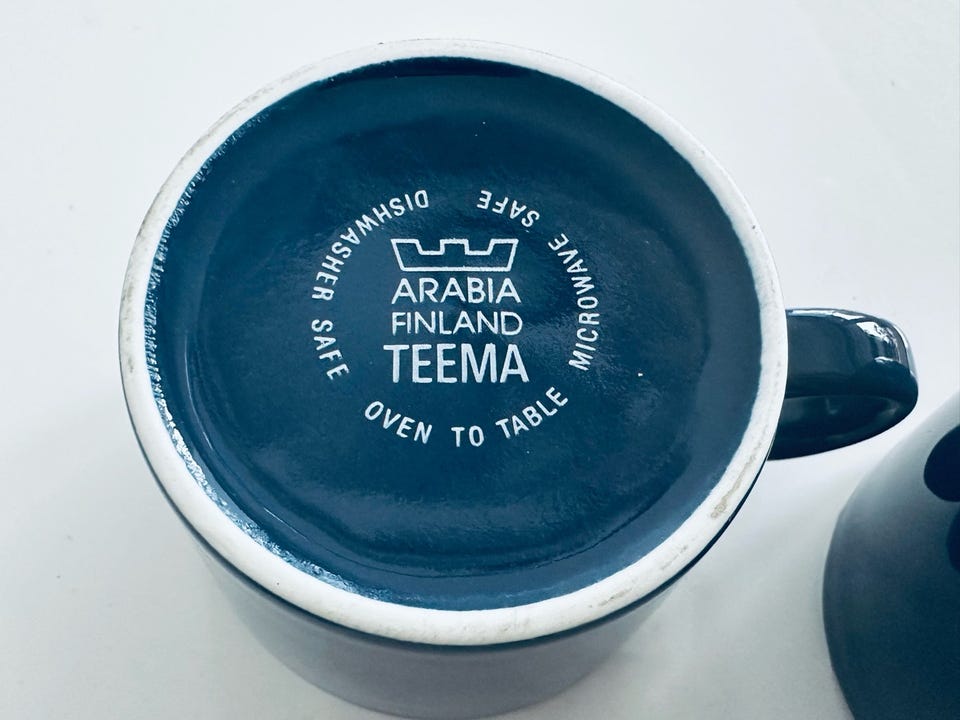 ARABIA
FINLAND
TEEMA
DISHWASHER SAFE
OVEN TO TABLE
MICROWAVE SAFE